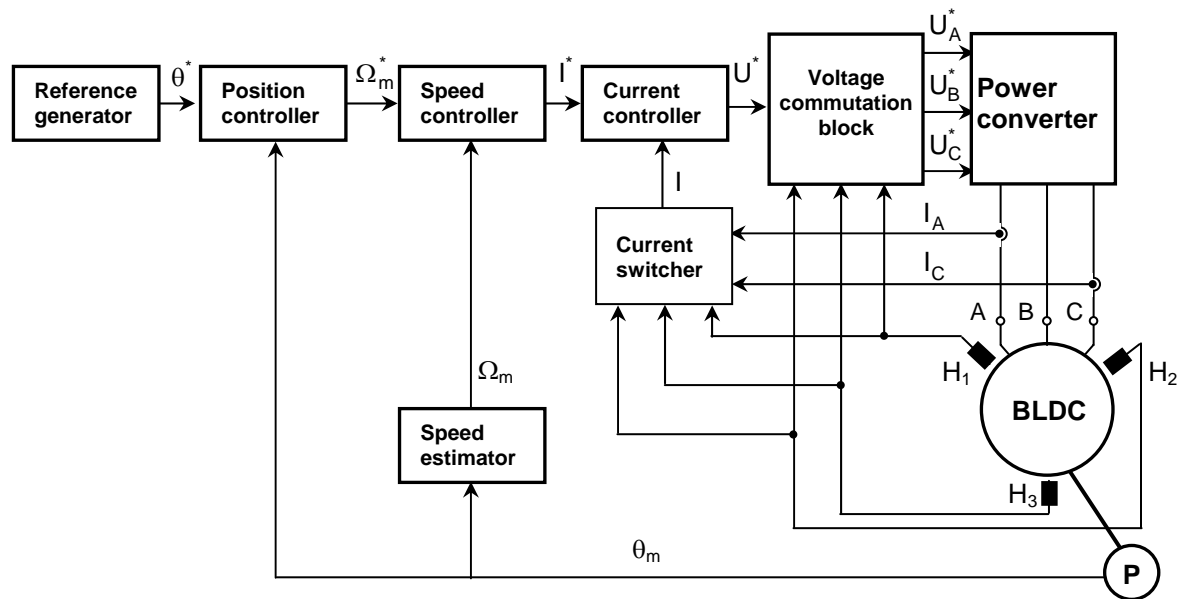 U*A
U*B
U*C
Reference
generator
θ*
Position
controller
Ω*m
Speed
controller
I*
Current
controller
U*
Voltage
commutation
block
Power
converter
I
IA
IC
Current
switcher
A
B
C
H1
H2
BLDC
Ωm
Speed
estimator
H3
θm
P